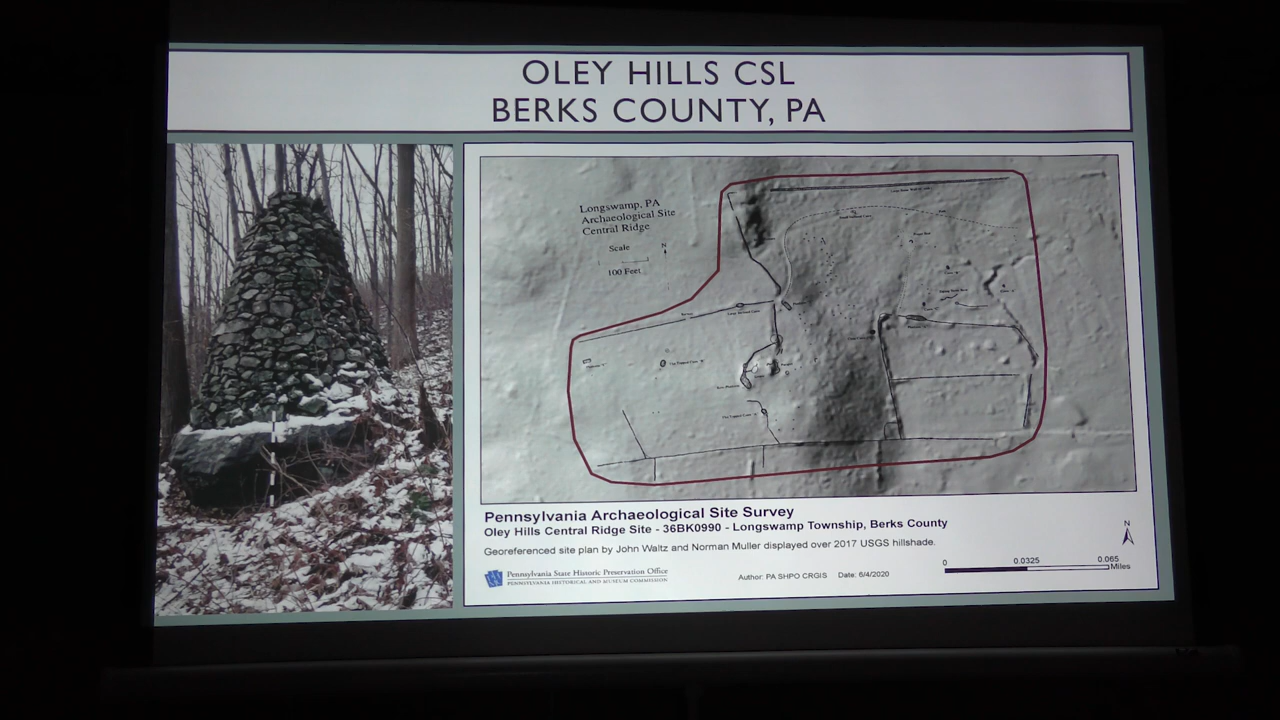 OLEY HILLS CSL
BERKS COUNTY, PA
Longswamp, PA
Archaeological Site
Central Ridge
Scale
N
100 Feet
Pennsylvania Archaeological Site Survey
Oley Hills Central Ridge Site - 36BK0990 - Longswamp Township, Berks County
Georeferenced site plan by John Waltz and Norman Muller displayed over 2017 USGS hillshade.
Pennsylvania State Historic Preservation Office
PENNSYLVANIA HISTORICAL AND MUSEUM COMMISSION
Author: PA SHPO CRGIS Date: 6/4/2020
N
0 0.0325 0.065
Miles